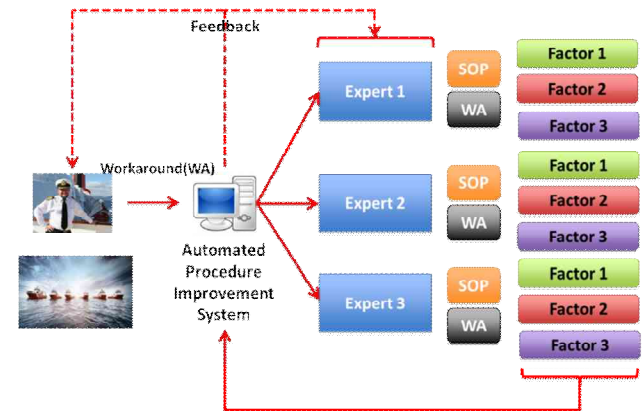 Feedback
Workaround(WA)
Automated
Procedure
Improvement
System
Expert 1
SOP
WA
Factor 1
Factor 2
Factor 3
Expert 2
SOP
WA
Factor 1
Factor 2
Factor 3
Expert 3
SOP
WA
Factor 1
Factor 2
Factor 3